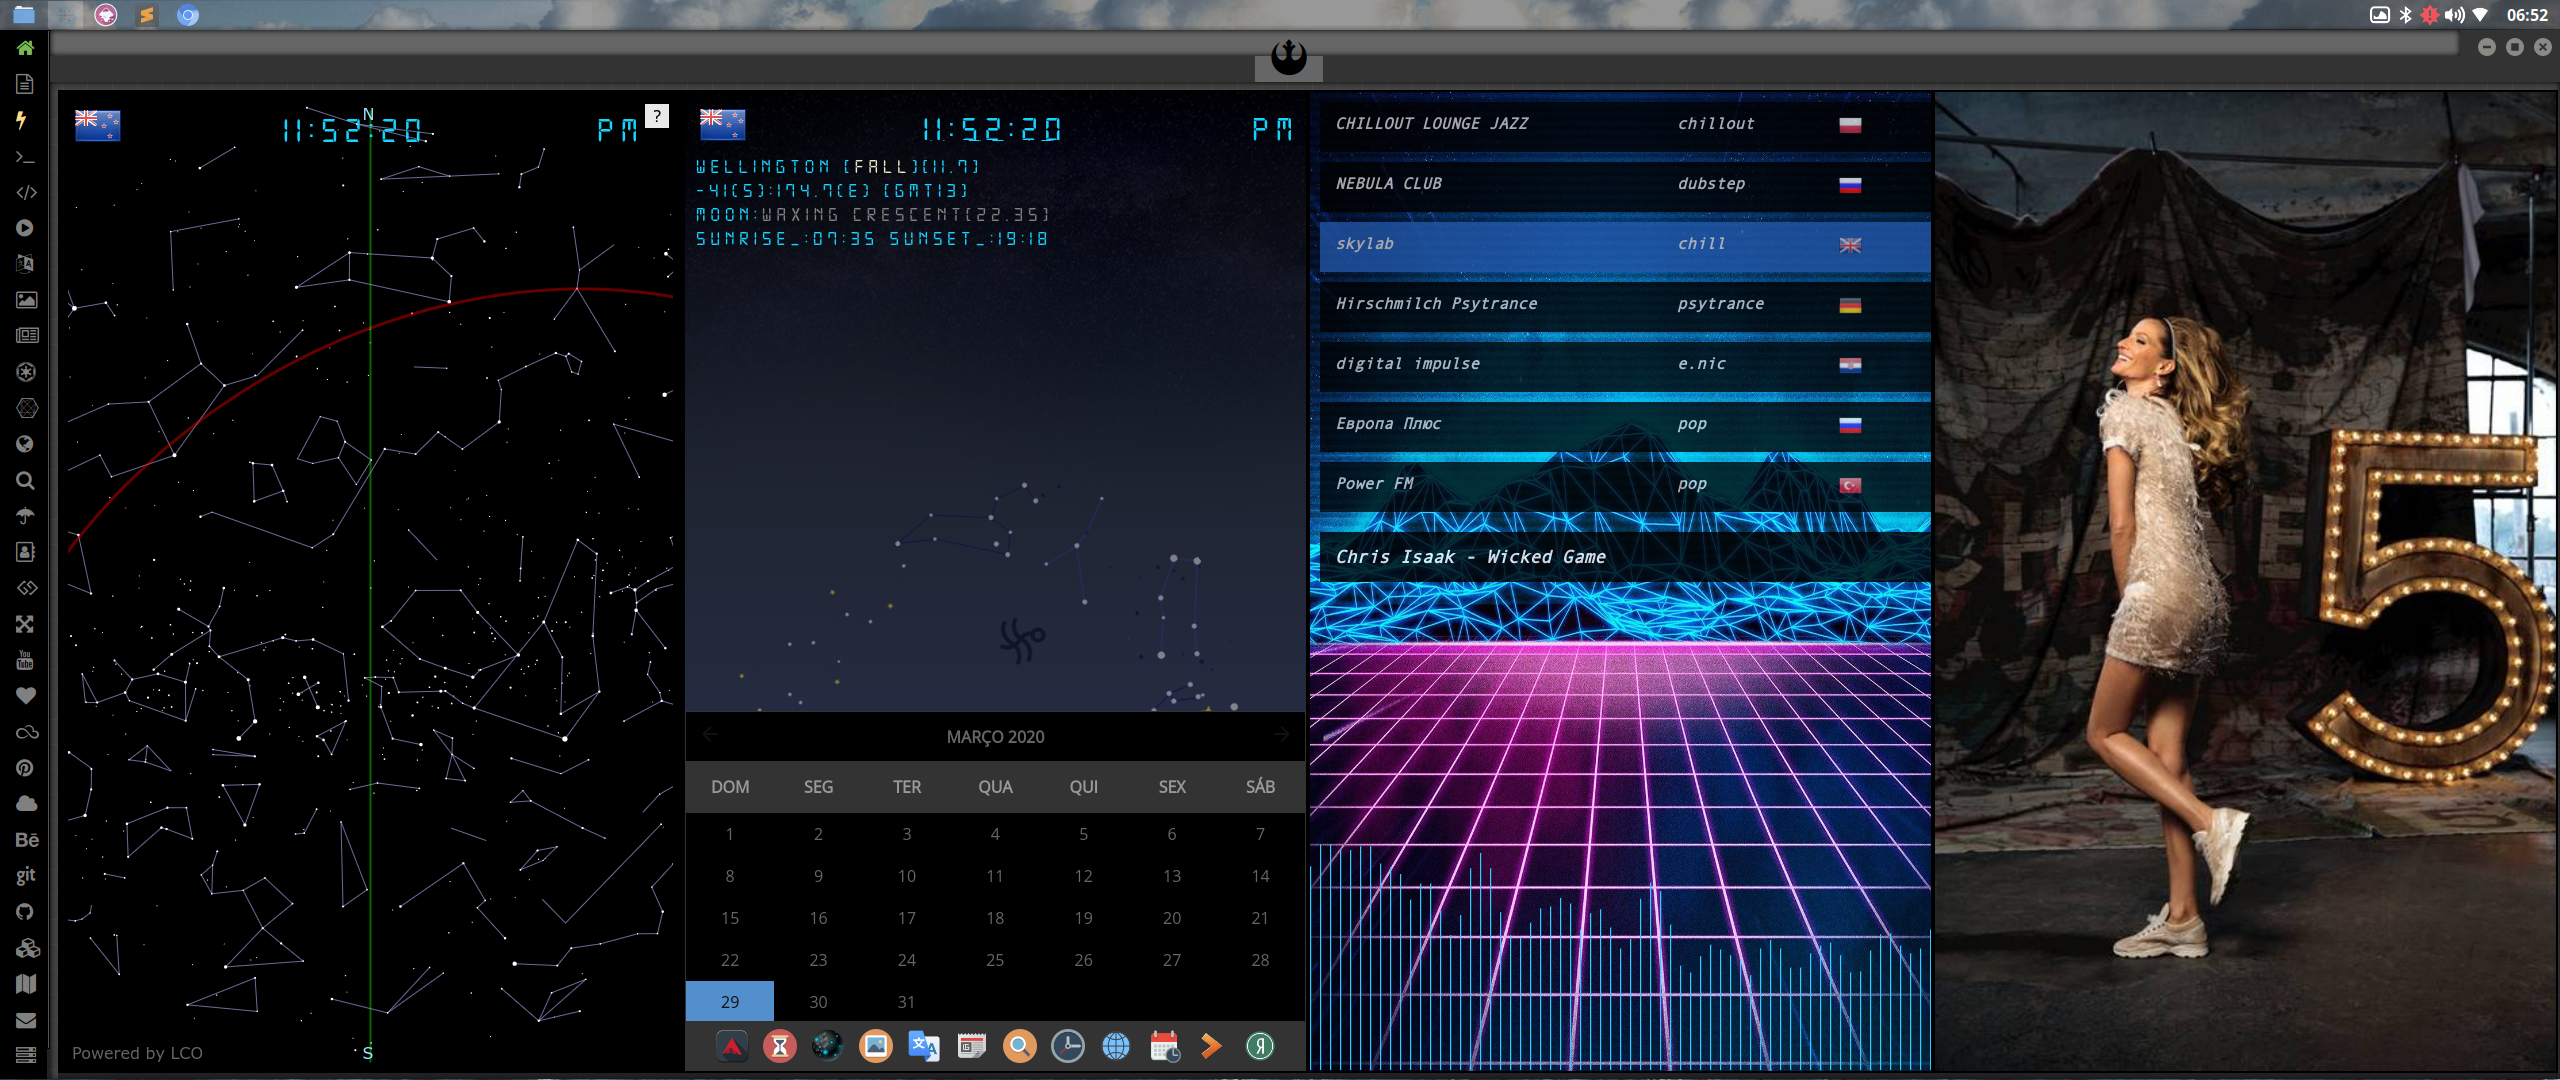 06:52
N
11:52:20 PM
?
11:52:20 PM
WELLINGTON [FALL][11.7]
-41(S):174.7(E) [GMT13]
MOON:WAXING CRESCENT[22.35]
SUNRISE_:07:35 SUNSET_:19:18
CHILLOUT LOUNGE JAZZ chillout
NEBULA CLUB dubstep
skylab chill
Hirschmilch Psytrance psytrance
digital impulse e.nic
Европа Плюс pop
Power FM pop
Chris Isaak - Wicked Game
5
MARÇO 2020
DOM SEG TER QUA QUI SEX SÁB
1 2 3 4 5 6 7
8 9 10 11 12 13 14
15 16 17 18 19 20 21
22 23 24 25 26 27 28
29 30 31
S
Powered by LCO
You Tube
Bē
git